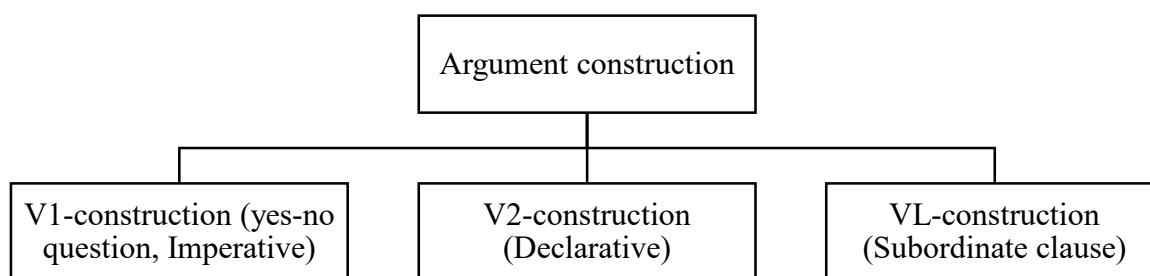 Argument construction
V1-construction (yes-no
question, Imperative)
V2-construction
(Declarative)
VL-construction
(Subordinate clause)